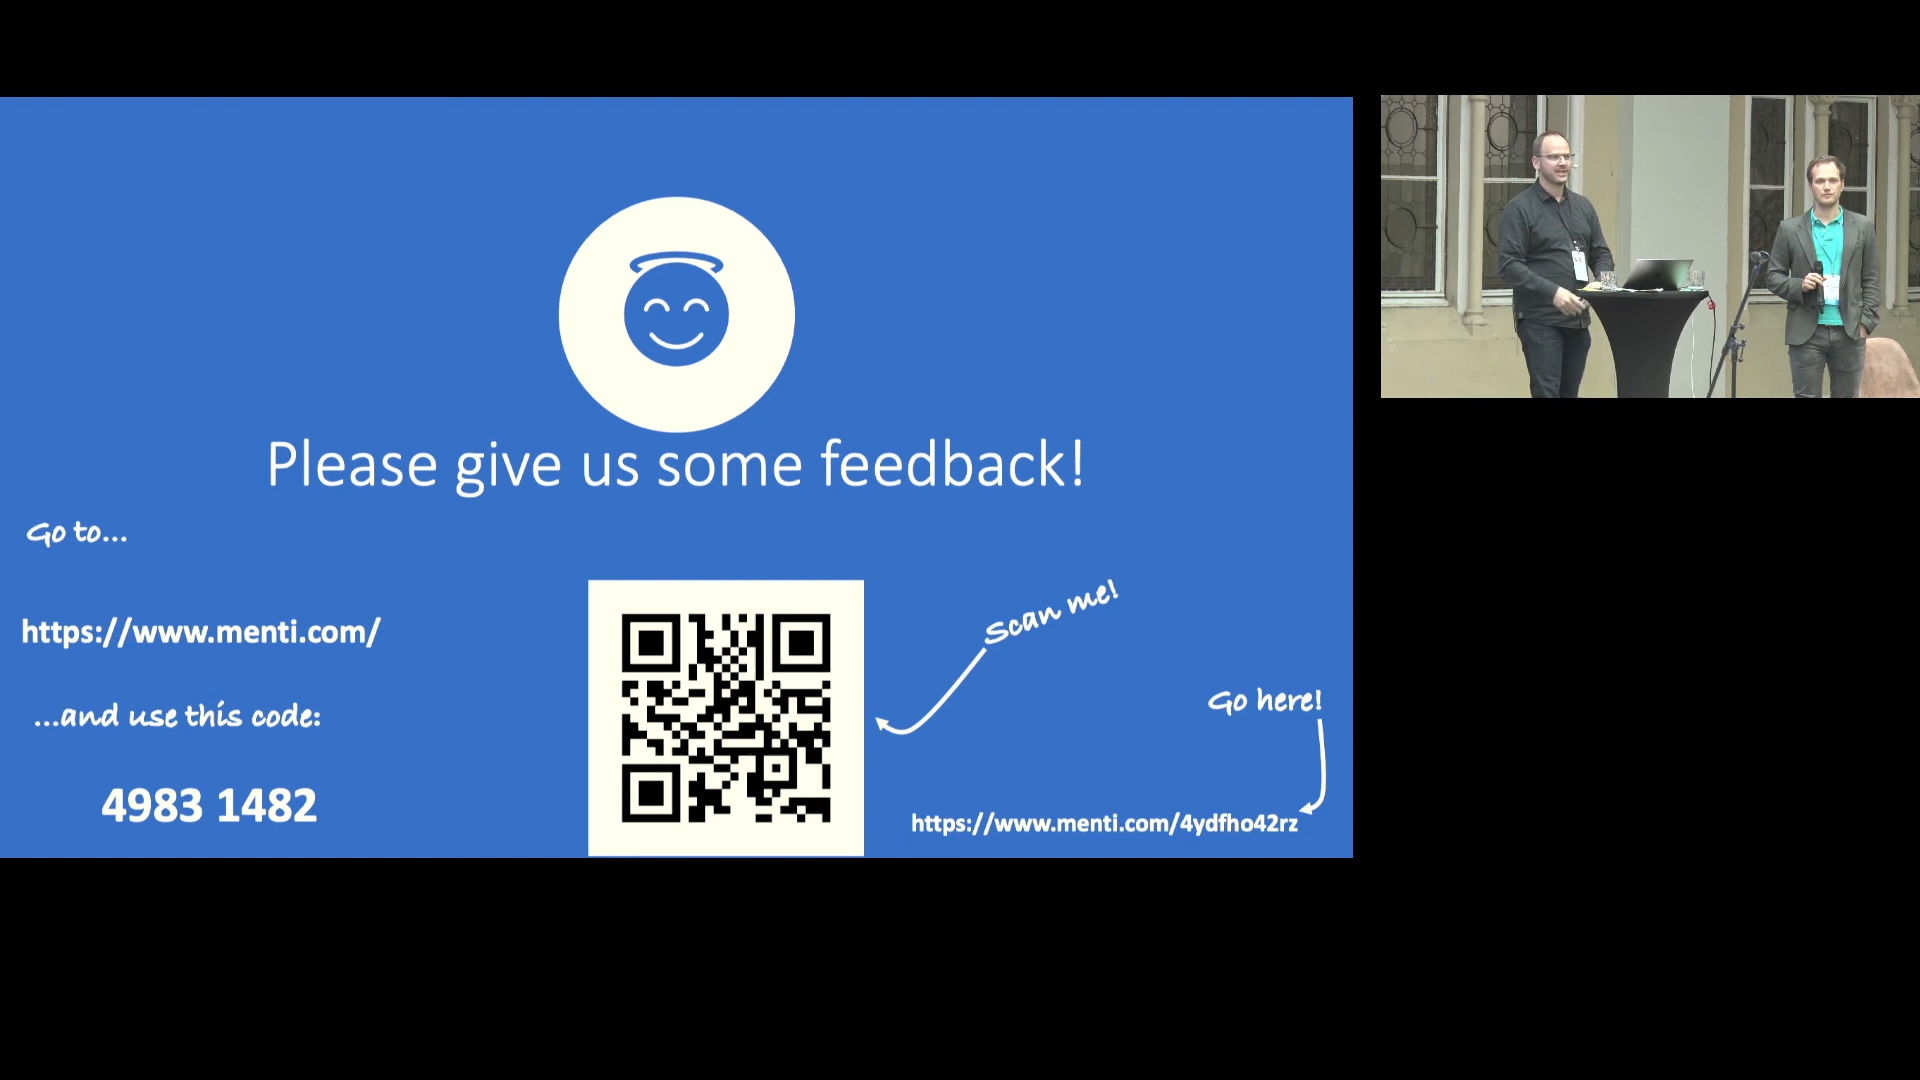 Please give us some feedback!
Go to...
https://www.menti.com/
...and use this code:
4983 1482
Scan me!
Go here!
https://www.menti.com/4ydfho42rz